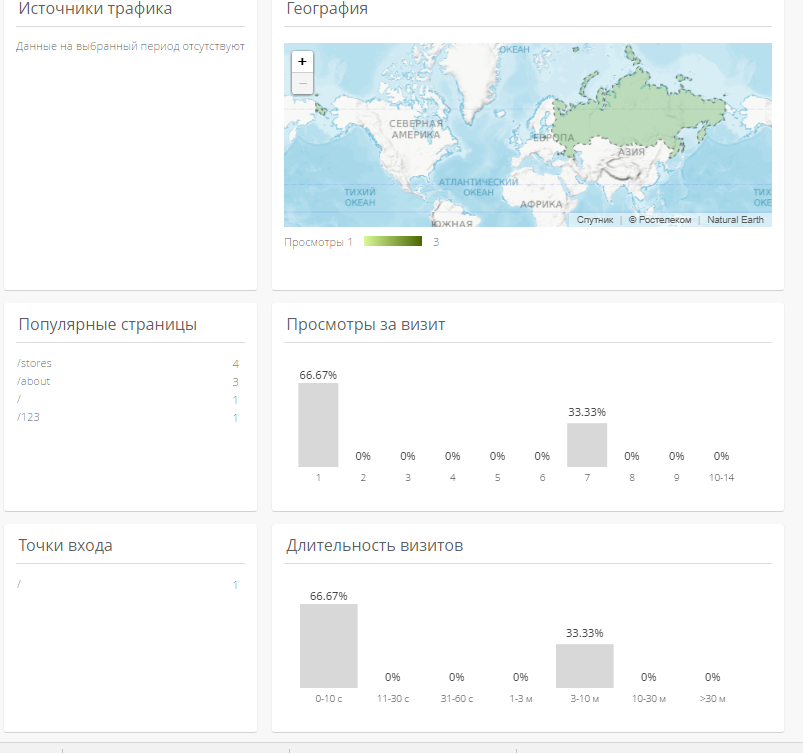 Источники трафика
Данные на выбранный период отсутствуют
География
+
−
ОКЕАН
СЕВЕРНАЯ
АМЕРИКА
ЕВРОПА
АЗИЯ
ТИХИЙ
ОКЕАН
АТЛАНТИЧЕСКИЙ
ОКЕАН
АФРИКА
ЮЖНАЯ
ТИХ
ОКЕ
Спутник | © Ростелеком | Natural Earth
Просмотры 1 3
Популярные страницы
/stores 4
/about 3
/ 1
/123 1
Просмотры за визит
66.67% 0% 0% 0% 0% 0% 33.33% 0% 0% 0%
1 2 3 4 5 6 7 8 9 10-14
Точки входа
/ 1
Длительность визитов
66.67% 0% 0% 0% 33.33% 0% 0%
0-10 с 11-30 с 31-60 с 1-3 м 3-10 м 10-30 м >30 м